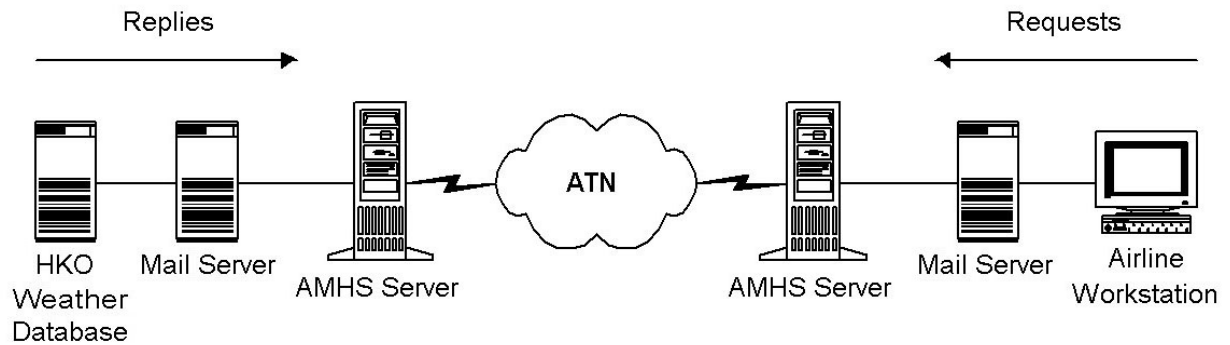 Replies
Requests
ATN
HKO
Weather
Database
Mail Server
AMHS Server
AMHS Server
Mail Server
Airline
Workstation